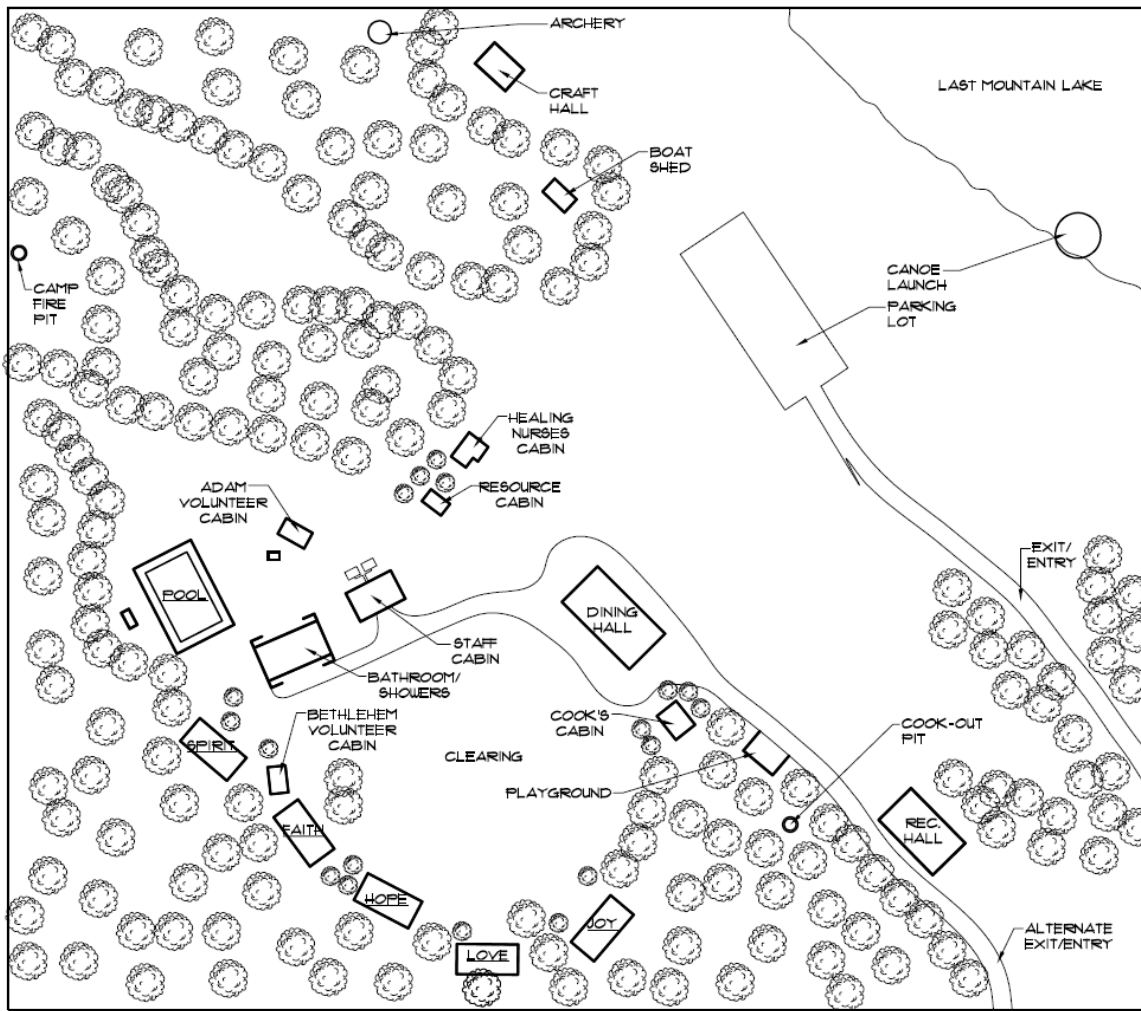 ARCHERY
CRAFT
HALL
LAST MOUNTAIN LAKE
BOAT
SHED
CANOE
LAUNCH
PARKING
LOT
CAMP
FIRE
PIT
HEALING
NURSES
CABIN
RESOURCE
CABIN
ADAM
VOLUNTEER
CABIN
EXIT/
ENTRY
POOL
DINING
HALL
STAFF
CABIN
BATHROOM/
SHOWERS
BETHLEHEM
VOLUNTEER
CABIN
SPIRIT
COOK'S
CABIN
COOK-OUT
PIT
CLEARING
PLAYGROUND
FAITH
REC.
HALL
HOPE
JOY
LOVE
ALTERNATE
EXIT/ENTRY